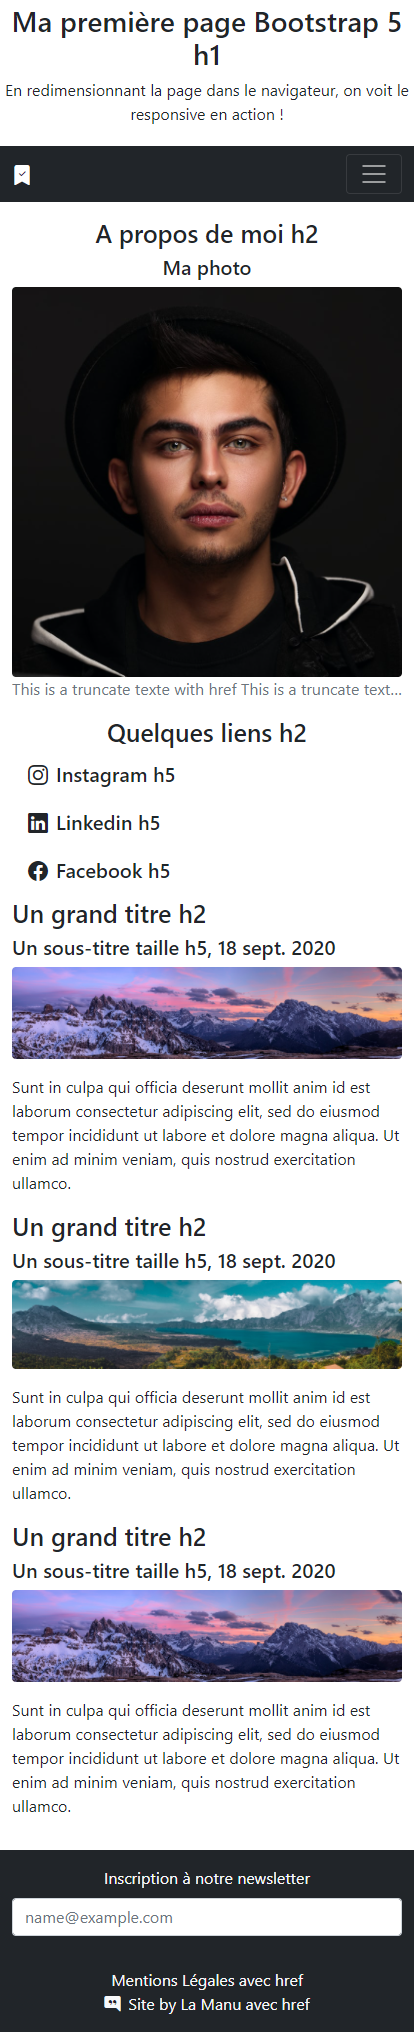 Ma première page Bootstrap 5
h1
En redimensionnant la page dans le navigateur, on voit le
responsive en action !
A propos de moi h2
Ma photo
This is a truncate texte with href This is a truncate text...
Quelques liens h2
Instagram h5
Linkedin h5
Facebook h5
Un grand titre h2
Un sous-titre taille h5, 18 sept. 2020
Sunt in culpa qui officia deserunt mollit anim id est
laborum consectetur adipiscing elit, sed do eiusmod
tempor incididunt ut labore et dolore magna aliqua. Ut
enim ad minim veniam, quis nostrud exercitation
ullamco.
Un grand titre h2
Un sous-titre taille h5, 18 sept. 2020
Sunt in culpa qui officia deserunt mollit anim id est
laborum consectetur adipiscing elit, sed do eiusmod
tempor incididunt ut labore et dolore magna aliqua. Ut
enim ad minim veniam, quis nostrud exercitation
ullamco.
Un grand titre h2
Un sous-titre taille h5, 18 sept. 2020
Sunt in culpa qui officia deserunt mollit anim id est
laborum consectetur adipiscing elit, sed do eiusmod
tempor incididunt ut labore et dolore magna aliqua. Ut
enim ad minim veniam, quis nostrud exercitation
ullamco.
Inscription à notre newsletter
name@example.com
Mentions Légales avec href
Site by La Manu avec href